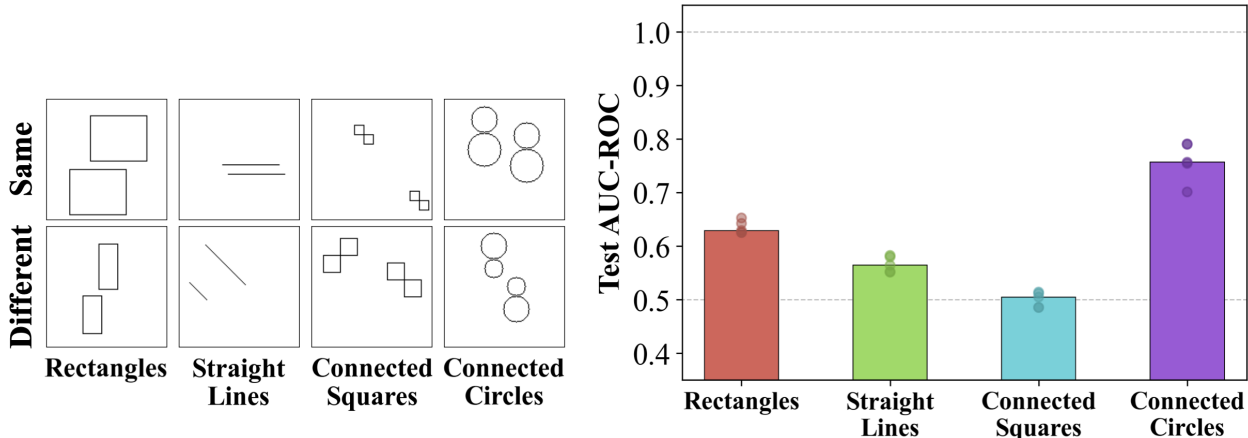 Same
Different
Rectangles
Straight
Lines
Connected
Squares
Connected
Circles
Test AUC-ROC
1.0
0.9
0.8
0.7
0.6
0.5
0.4
Rectangles
Straight
Lines
Connected
Squares
Connected
Circles